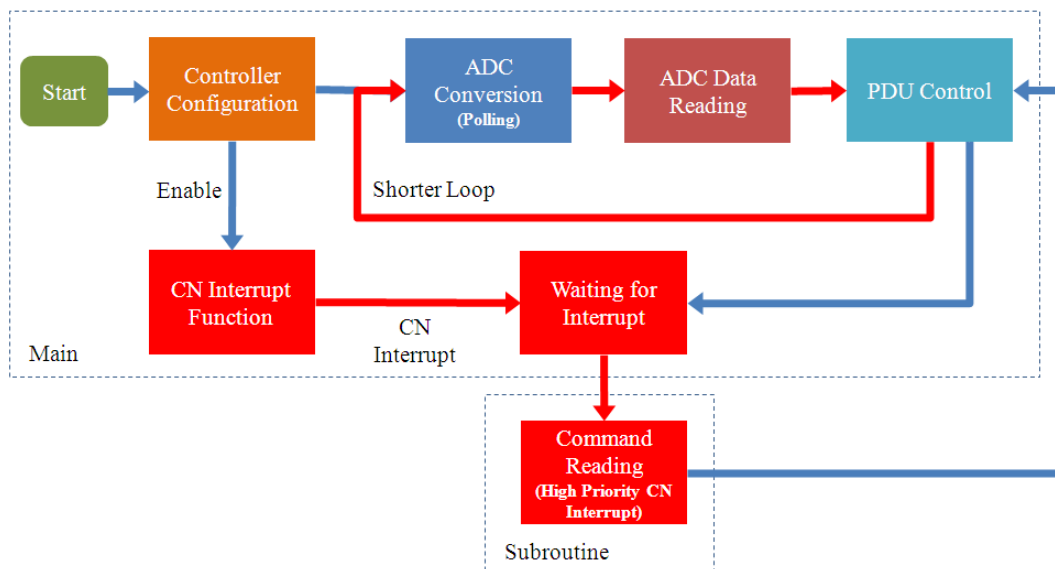 Start
Controller
Configuration
ADC
Conversion
(Polling)
ADC Data
Reading
PDU Control
Enable
Shorter Loop
CN Interrupt
Function
CN
Interrupt
Waiting for
Interrupt
Main
Command
Reading
(High Priority CN
Interrupt)
Subroutine